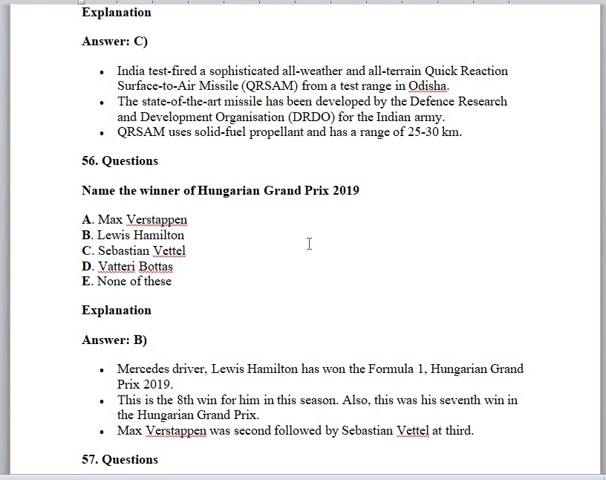 Explanation
Answer: C)
• India test-fired a sophisticated all-weather and all-terrain Quick Reaction
Surface-to-Air Missile (QRSAM) from a test range in Odisha.
• The state-of-the-art missile has been developed by the Defence Research
and Development Organisation (DRDO) for the Indian army.
• QRSAM uses solid-fuel propellant and has a range of 25-30 km.
56. Questions
Name the winner of Hungarian Grand Prix 2019
A. Max Verstappen
B. Lewis Hamilton
C. Sebastian Vettel
D. Vatteri Bottas
E. None of these
Explanation
Answer: B)
• Mercedes driver, Lewis Hamilton has won the Formula 1, Hungarian Grand
Prix 2019.
• This is the 8th win for him in this season. Also, this was his seventh win in
the Hungarian Grand Prix.
• Max Verstappen was second followed by Sebastian Vettel at third.
57. Questions